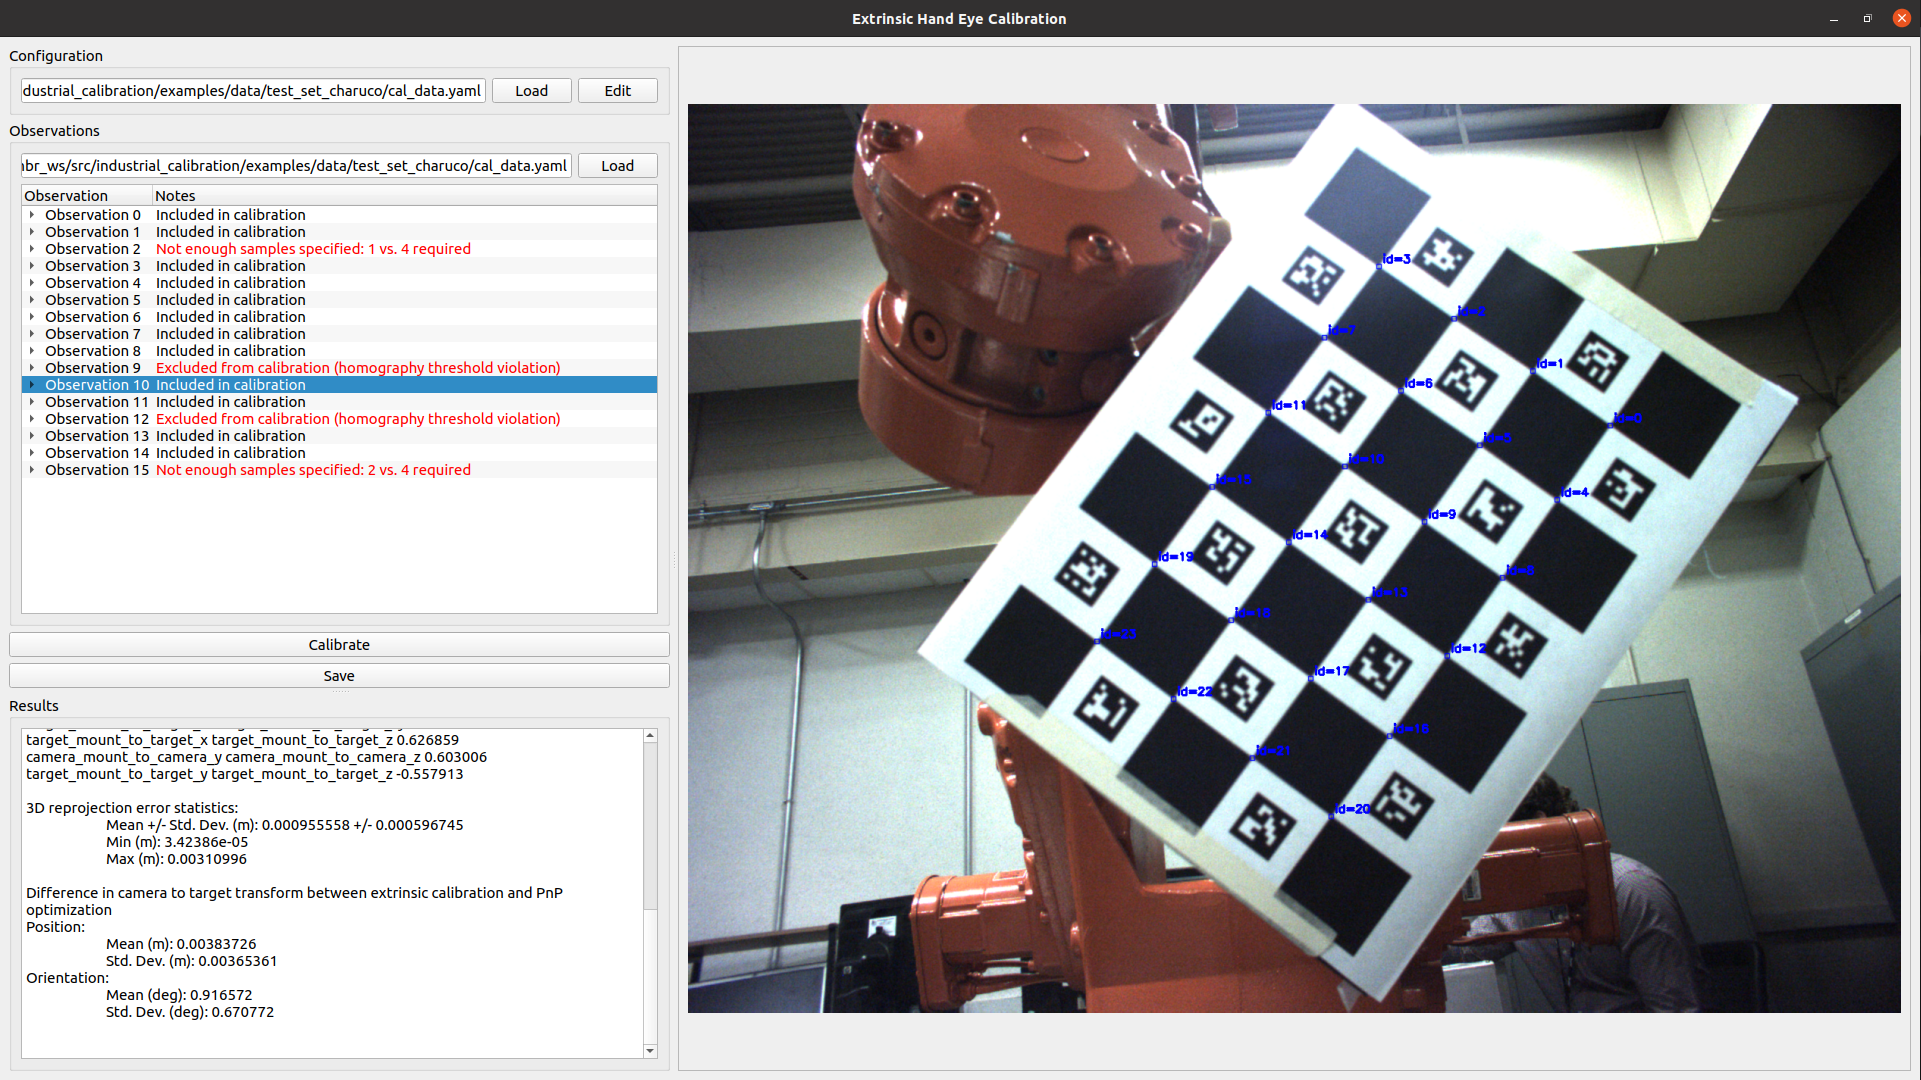 Extrinsic Hand Eye Calibration
Configuration
dustrial_calibration/examples/data/test_set_charuco/cal_data.yaml Load Edit
Observations
br_ws/src/industrial_calibration/examples/data/test_set_charuco/cal_data.yaml Load
Observation Notes
Observation 0 Included in calibration
Observation 1 Included in calibration
Observation 2 Not enough samples specified: 1 vs. 4 required
Observation 3 Included in calibration
Observation 4 Included in calibration
Observation 5 Included in calibration
Observation 6 Included in calibration
Observation 7 Included in calibration
Observation 8 Included in calibration
Observation 9 Excluded from calibration (homography threshold violation)
Observation 10 Included in calibration
Observation 11 Included in calibration
Observation 12 Excluded from calibration (homography threshold violation)
Observation 13 Included in calibration
Observation 14 Included in calibration
Observation 15 Not enough samples specified: 2 vs. 4 required
Calibrate
Save
Results
target_mount_to_target_x target_mount_to_target_z 0.626859
camera_mount_to_camera_y camera_mount_to_camera_z 0.603006
target_mount_to_target_y target_mount_to_target_z -0.557913
3D reprojection error statistics:
Mean +/- Std. Dev. (m): 0.000955558 +/- 0.000596745
Min (m): 3.42386e-05
Max (m): 0.00310996
Difference in camera to target transform between extrinsic calibration and PnP
optimization
Position:
Mean (m): 0.00383726
Std. Dev. (m): 0.00365361
Orientation:
Mean (deg): 0.916572
Std. Dev. (deg): 0.670772
id=3
id=2
id=7
id=1
id=6
id=11
id=0
id=5
id=10
id=15
id=4
id=9
id=14
id=19
id=8
id=13
id=18
id=23
id=12
id=17
id=22
id=16
id=21
id=20